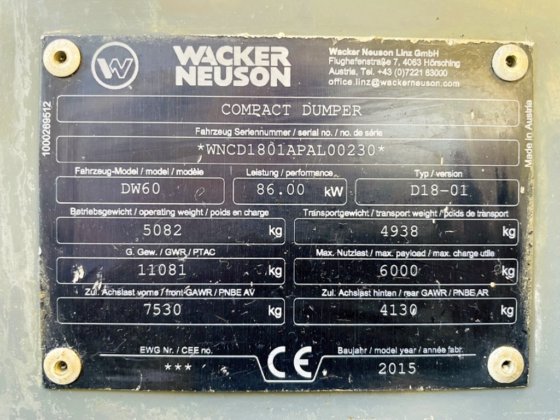 WACKER
NEUSON
Wacker Neuson Linz GmbH
Flughafenstraße 7, 4063 Hörsching
Austria, Tel. +43 (0)7221 63000
office.linz@wackerneuson.com
COMPACT DUMPER
Fahrzeug Seriennummer / serial no. / no. de série
*WNCD1801APAL00230*
Fahrzeug-Model / model / modèle
Leistung / performance
Typ / version
DW60
86.00 kW
D18-01
Betriebsgewicht / operating weight / poids en charge
Transportgewicht / transport weight / poids de transport
5082 kg
4938 kg
G. Gew. / GWR / PTAC
Max. Nutzlast / max. payload / max. charge utile
11081 kg
6000 kg
Zul. Achslast vorne / front GAWR / PNBE AV
Zul. Achslast hinten / rear GAWR / PNBE AR
7530 kg
4130 kg
EWG Nr. / CEE no.
CE
Baujahr / model year / année fabr.
***
2015
1000269512
Made in Austria